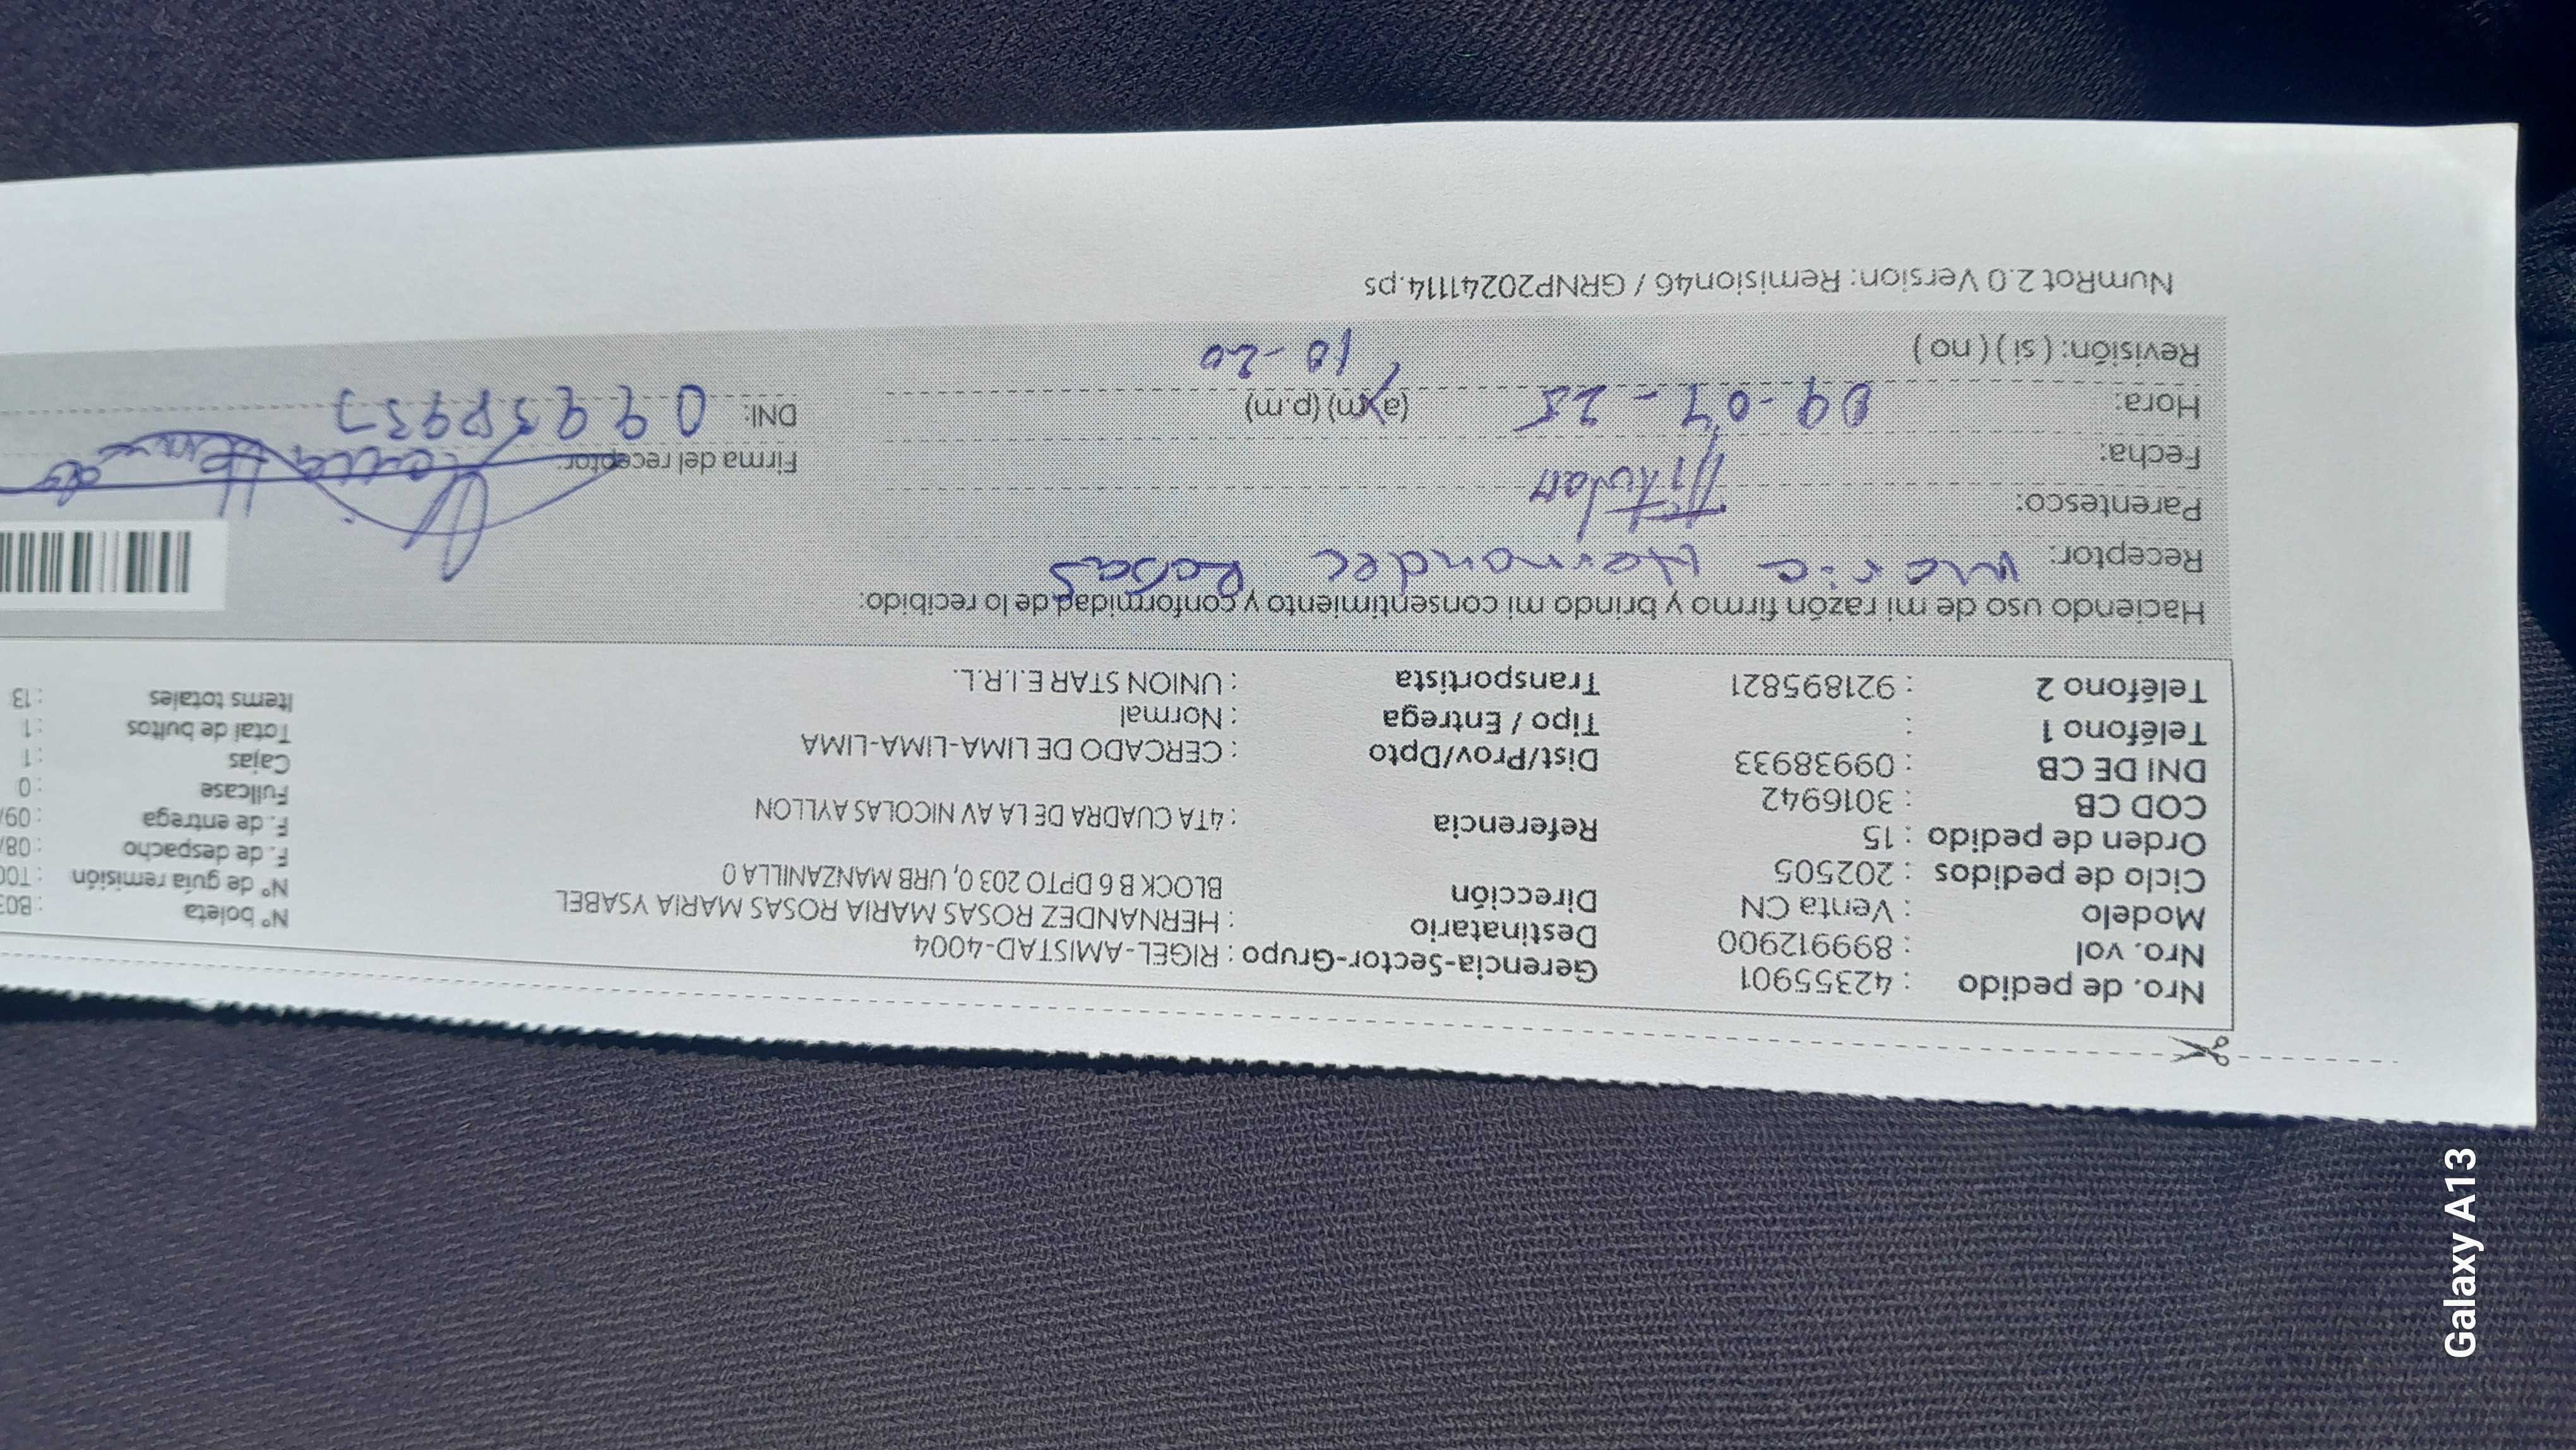 Nro. de pedido : 42355901 Gerencia-Sector-Grupo : RIGEL-AMISTAD-4004
Nro. vol : 899912900 Destinatario : HERNANDEZ ROSAS MARIA ROSAS MARIA YSABEL Nº boleta : B03
Modelo : Venta CN Dirección BLOCK B 6 DPTO 203 0, URB MANZANILLA 0 Nº de guía remisión : T00
Ciclo de pedidos : 202505 F. de despacho : 08/
Orden de pedido : 15 Referencia : 4TA CUADRA DE LA AV NICOLAS AYLLON F. de entrega : 09/
COD CB : 3016942 Fullcase : 0
DNI DE CB : 09938933 Dist/Prov/Dpto : CERCADO DE LIMA-LIMA-LIMA Cajas : 1
Teléfono 1 : Tipo / Entrega : Normal Total de bultos : 1
Teléfono 2 : 921895821 Transportista : UNION STAR E.I.R.L. Items totales : 13
Haciendo uso de mi razón firmo y brindo mi consentimiento y conformidad de lo recibido:
Receptor: Maria Hernandez Rosas
Parentesco: Titular
Fecha: 09-04-25 Firma del receptor:
Hora: (a.m) (p.m) 10-20 DNI:
Revisión: ( si ) ( no )
NumRot 2.0 Version: Remision46 / GRNP20241114.ps
Galaxy A13